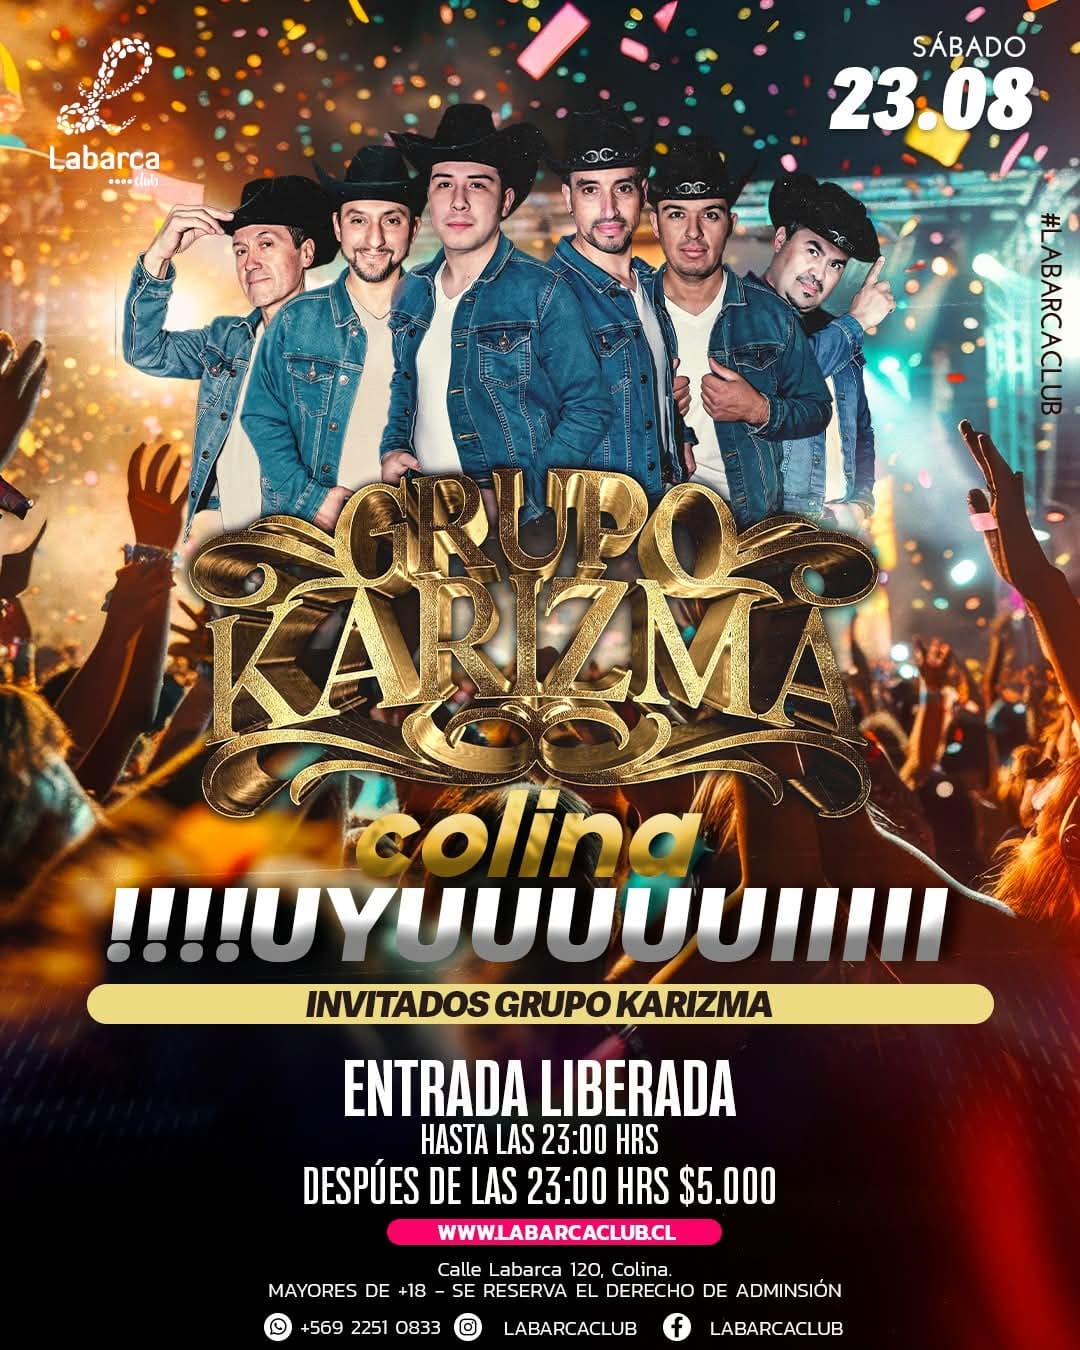 Labarca
club
SÁBADO
23.08
#LABARCACLUB
GRUPO
KARIZMA
colina
!!!!UYUUUUUUIIIII
INVITADOS GRUPO KARIZMA
ENTRADA LIBERADA
HASTA LAS 23:00 HRS
DESPÚES DE LAS 23:00 HRS $5.000
WWW.LABARCACLUB.CL
Calle Labarca 120, Colina.
MAYORES DE +18 - SE RESERVA EL DERECHO DE ADMINSIÓN
+569 2251 0833 LABARCACLUB LABARCACLUB